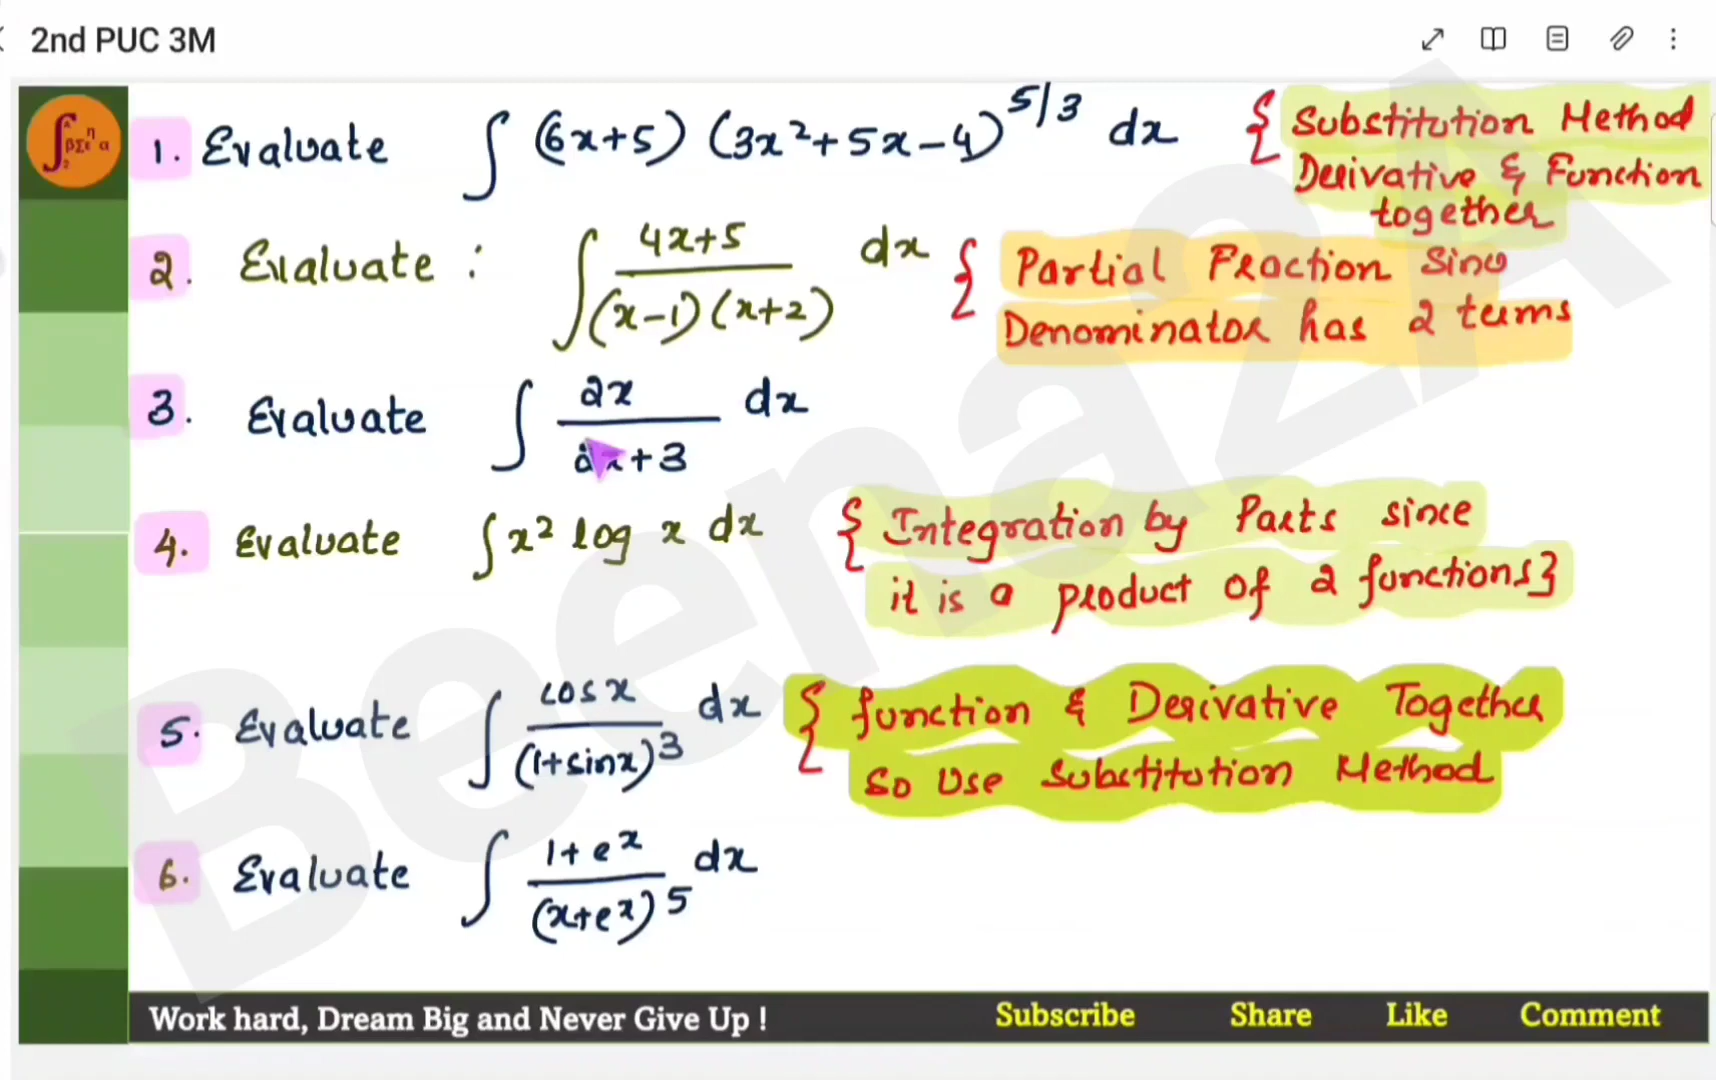 2nd PUC 3M
1. Evaluate ∫ (6x+5) (3x²+5x-4)^5/3 dx { Substitution Method
Derivative & Function
together
2. Evaluate : ∫ 4x+5 / (x-1)(x+2) dx { Partial Fraction Sinc
Denominator has 2 terms
3. Evaluate ∫ 2x / 2x+3 dx
4. Evaluate ∫x² log x dx { Integration by Parts since
it is a product of 2 functions}
5. Evaluate ∫ cosx / (1+sinx)³ dx { function & Derivative Together
So Use Substitution Method
6. Evaluate ∫ 1+e^x / (x+e^x)^5 dx
Work hard, Dream Big and Never Give Up ! Subscribe Share Like Comment